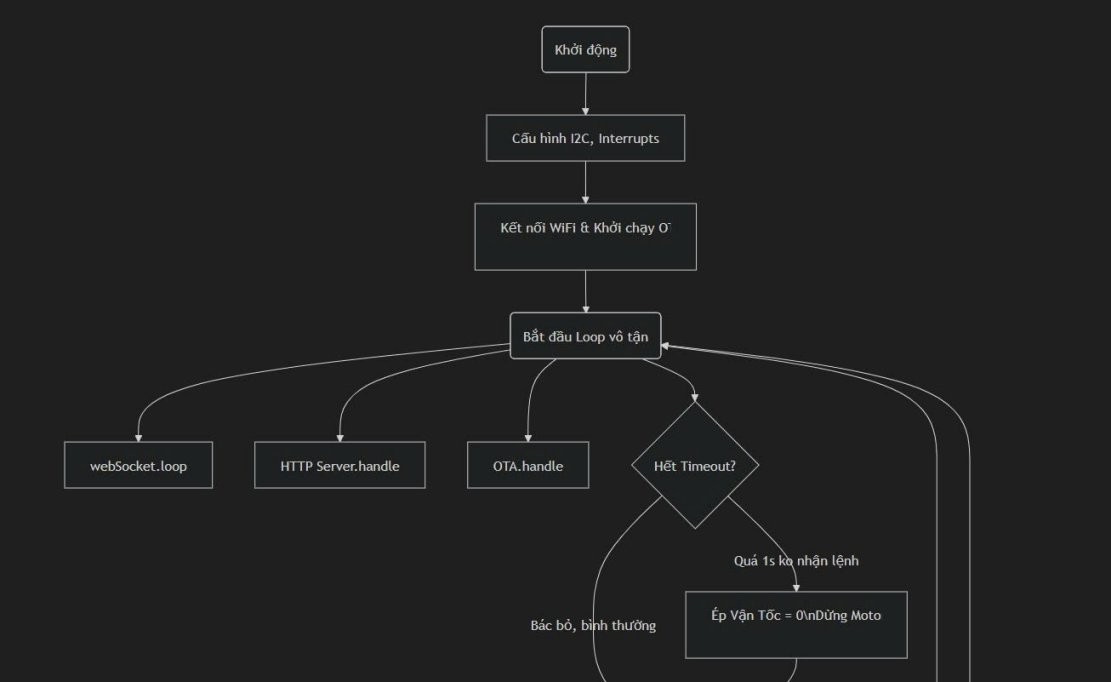 Khởi động
Cấu hình I2C, Interrupts
Kết nối WiFi & Khởi chạy
Bắt đầu Loop vô tận
webSocket.loop
HTTP Server.handle
OTA.handle
Hết Timeout?
Quá 1s ko nhận lệnh
Ép Vận Tốc = 0\nDừng Moto
Bác bỏ, bình thường